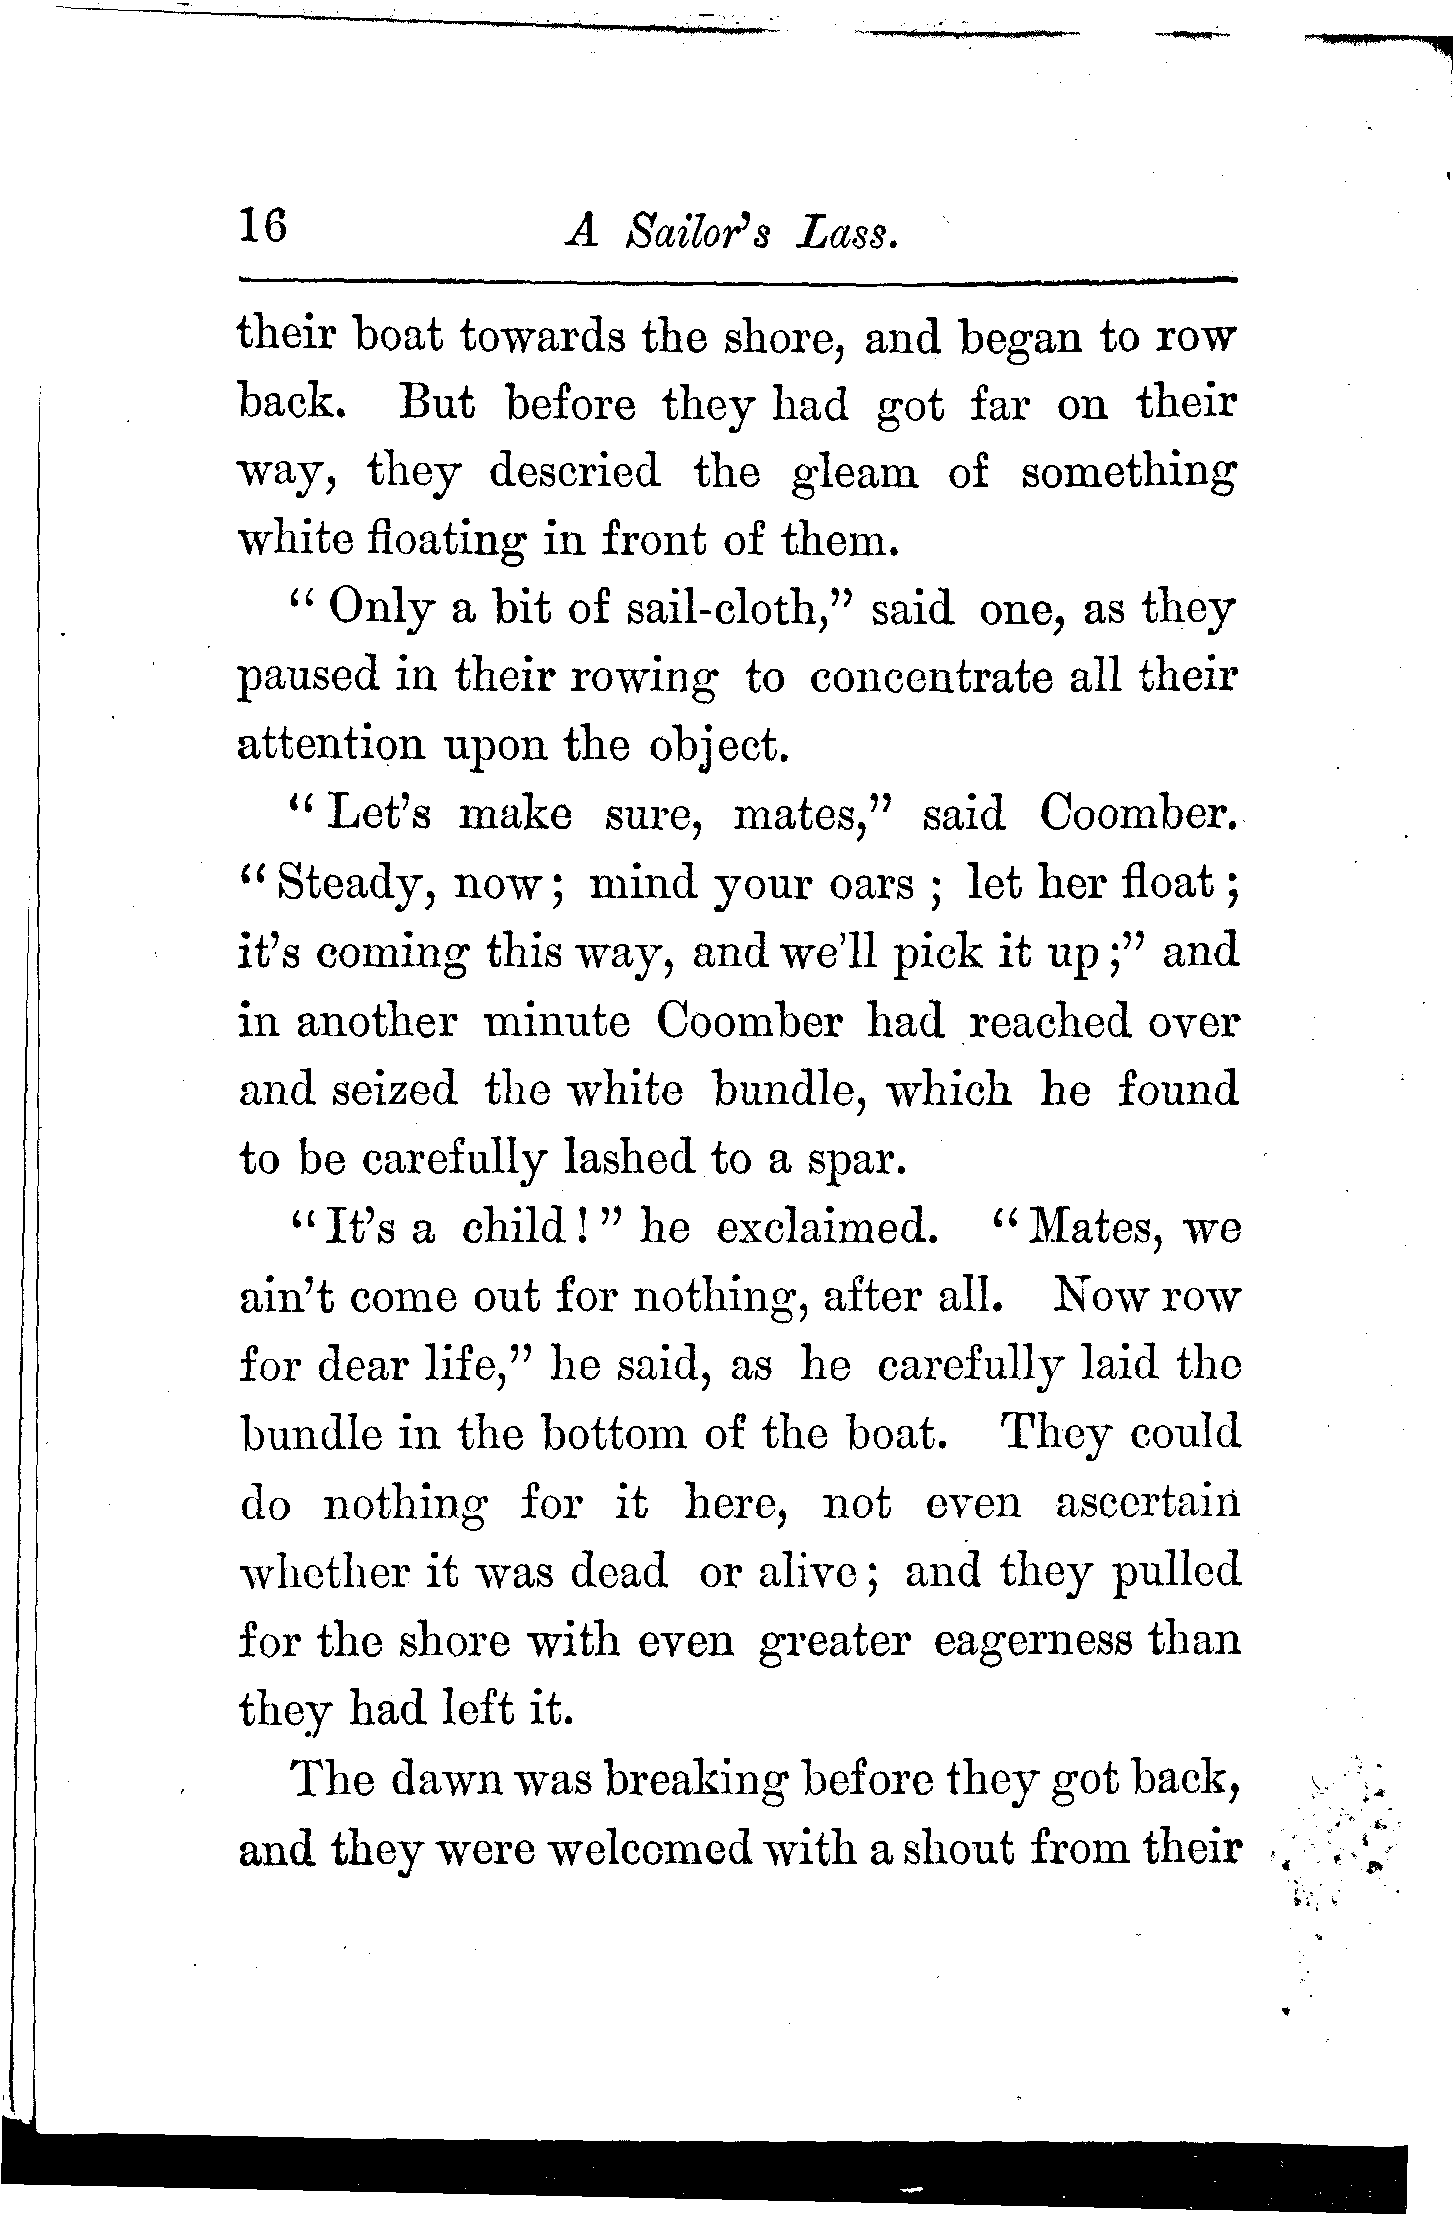 16 A Sailor's Lass.
their boat towards the shore, and began to row
back. But before they had got far on their
way, they descried the gleam of something
white floating in front of them.
"Only a bit of sail-cloth," said one, as they
paused in their rowing to concentrate all their
attention upon the object.
"Let's make sure, mates," said Coomber.
"Steady, now; mind your oars; let her float;
it's coming this way, and we'll pick it up;" and
in another minute Coomber had reached over
and seized the white bundle, which he found
to be carefully lashed to a spar.
"It's a child!" he exclaimed. "Mates, we
ain't come out for nothing, after all. Now row
for dear life," he said, as he carefully laid the
bundle in the bottom of the boat. They could
do nothing for it here, not even ascertain
whether it was dead or alive; and they pulled
for the shore with even greater eagerness than
they had left it.
The dawn was breaking before they got back,
and they were welcomed with a shout from their